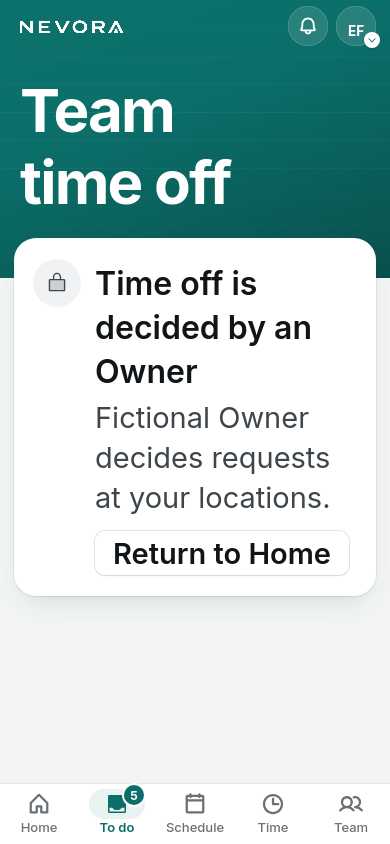 NEVORA
EF
Team
time off
Time off is
decided by an
Owner
Fictional Owner
decides requests
at your locations.
Return to Home
5
Home
To do
Schedule
Time
Team